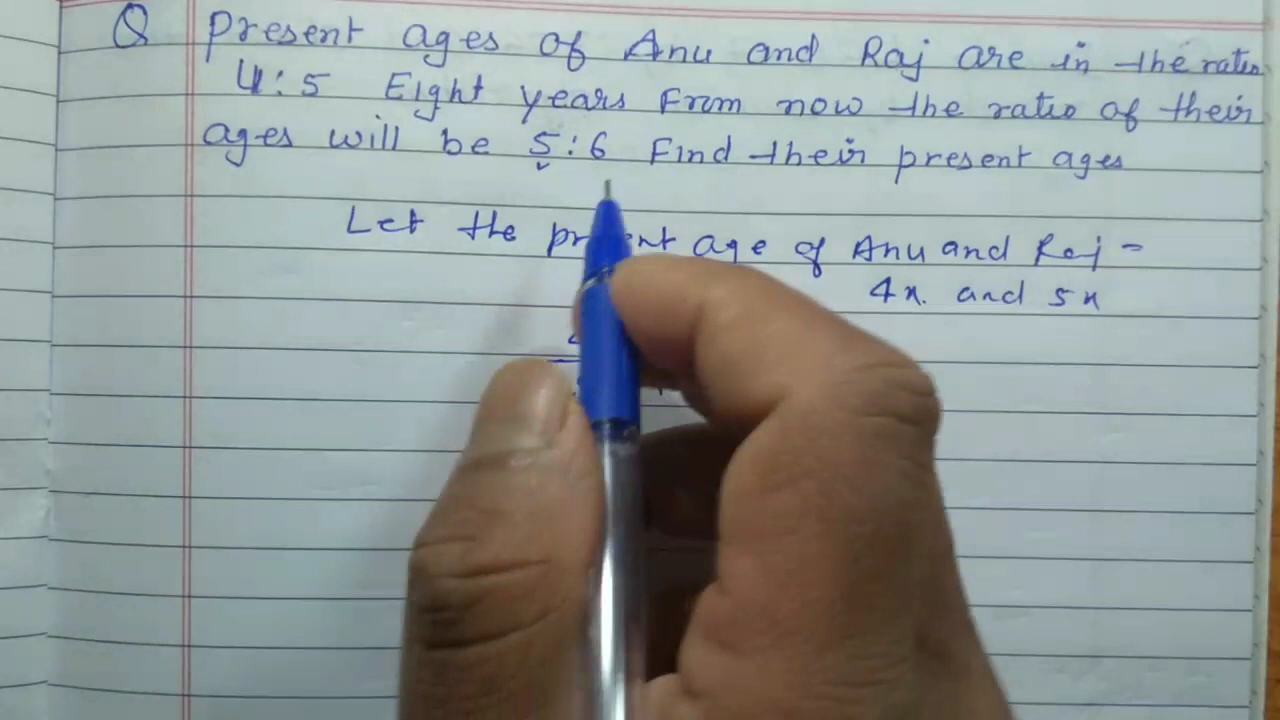 Q Present ages of Anu and Raj are in the ratio
4:5 Eight years From now the ratio of their
ages will be 5:6 Find their present ages
Let the present age of Anu and Raj -
4x. and 5x